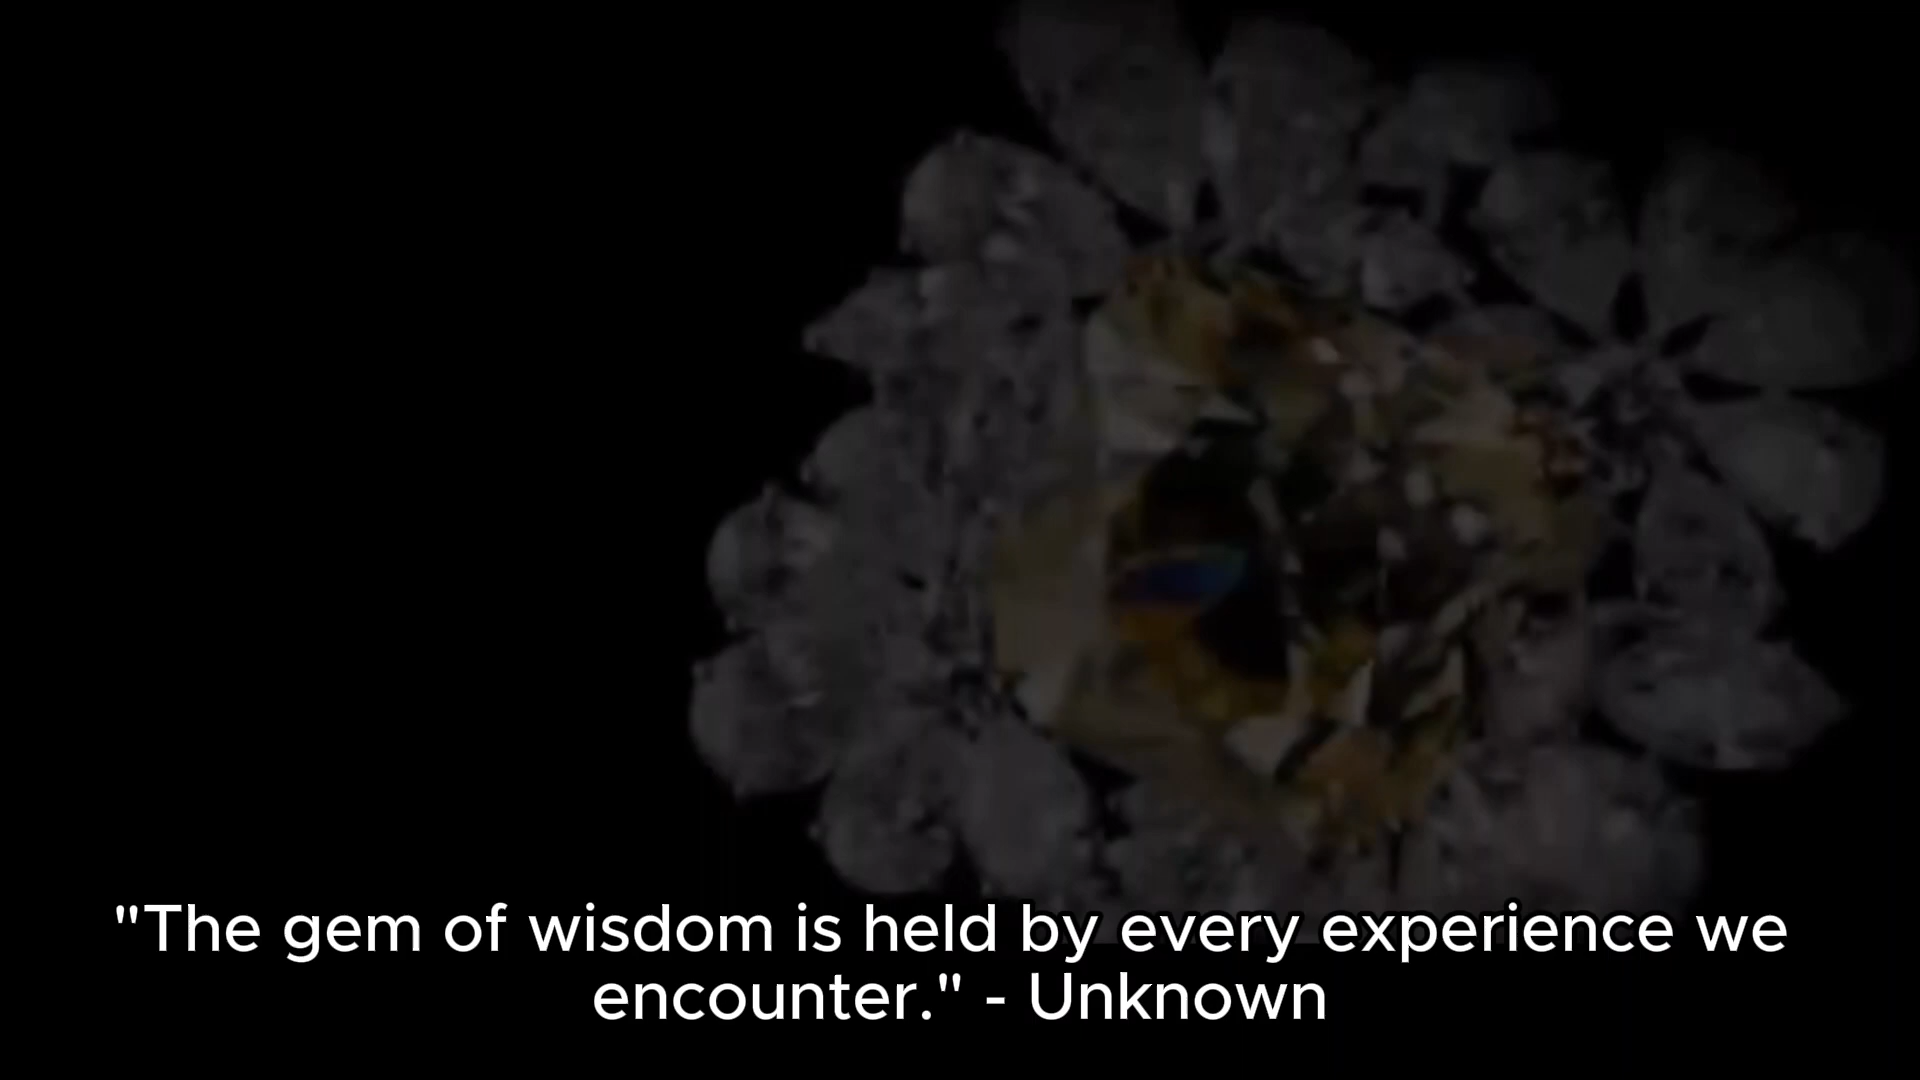 "The gem of wisdom is held by every experience we
encounter." - Unknown